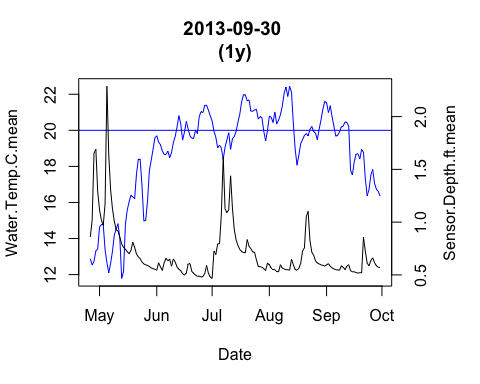 2013-09-30
(1y)
Water.Temp.C.mean
22
20
18
16
14
12
2.0
1.5
1.0
0.5
Sensor.Depth.ft.mean
May Jun Jul Aug Sep Oct
Date